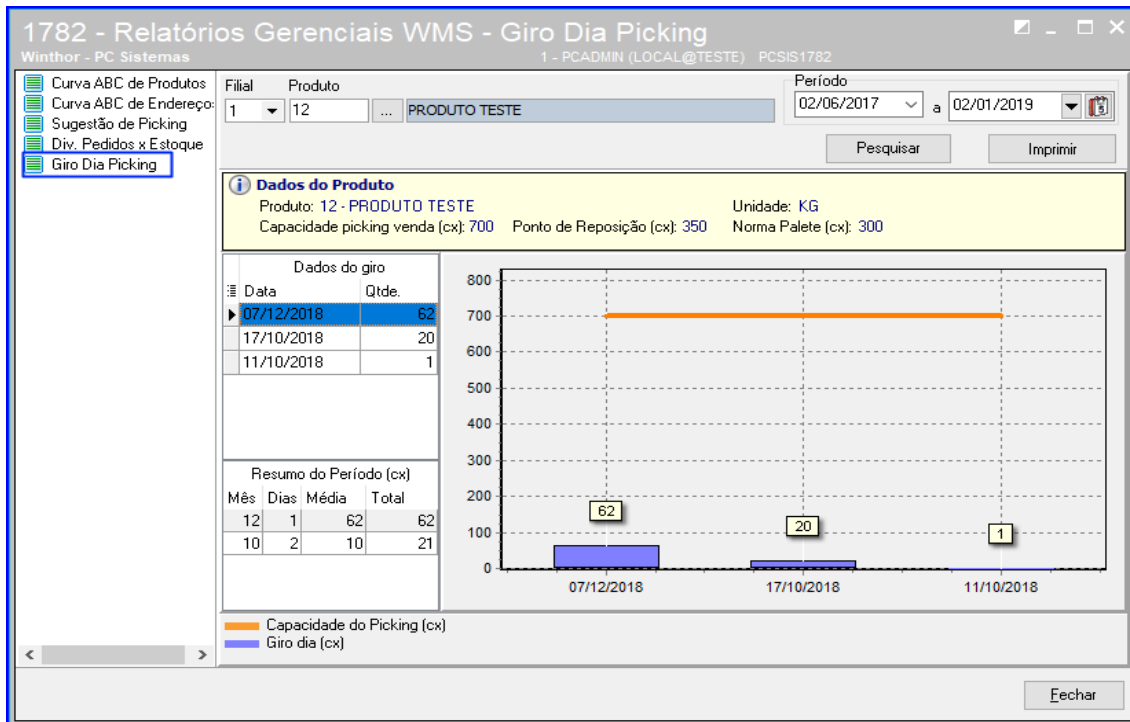 1782 - Relatórios Gerenciais WMS - Giro Dia Picking
Winthor - PC Sistemas 1 - PCADMIN (LOCAL@TESTE) PCSIS1782
Curva ABC de Produtos
Curva ABC de Endereço:
Sugestão de Picking
Div. Pedidos x Estoque
Giro Dia Picking
Filial Produto Período
1 12 ... PRODUTO TESTE 02/06/2017 a 02/01/2019
Pesquisar Imprimir
Dados do Produto
Produto: 12 - PRODUTO TESTE Unidade: KG
Capacidade picking venda (cx): 700 Ponto de Reposição (cx): 350 Norma Palete (cx): 300
Dados do giro
Data Qtde.
07/12/2018 62
17/10/2018 20
11/10/2018 1
Resumo do Período (cx)
Mês Dias Média Total
12 1 62 62
10 2 10 21
800
700
600
500
400
300
200
100
0
62 20 1
07/12/2018 17/10/2018 11/10/2018
Capacidade do Picking (cx)
Giro dia (cx)
Fechar